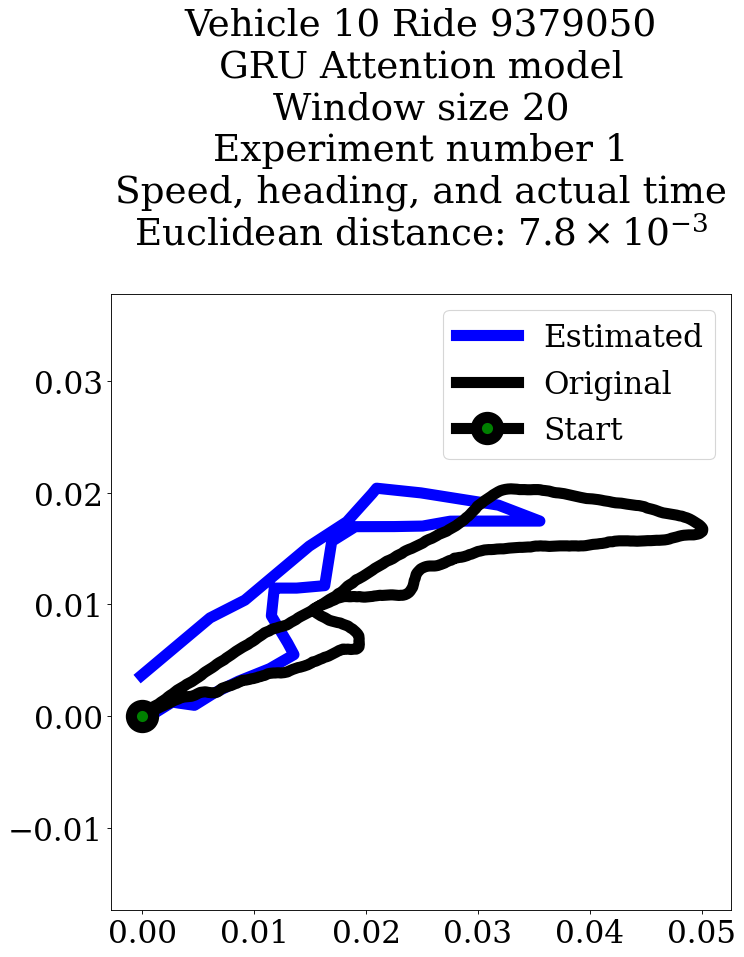 Vehicle 10 Ride 9379050
GRU Attention model
Window size 20
Experiment number 1
Speed, heading, and actual time
Euclidean distance: 7.8 × 10⁻³
Estimated
Original
Start
0.03
0.02
0.01
0.00
−0.01
0.00 0.01 0.02 0.03 0.04 0.05